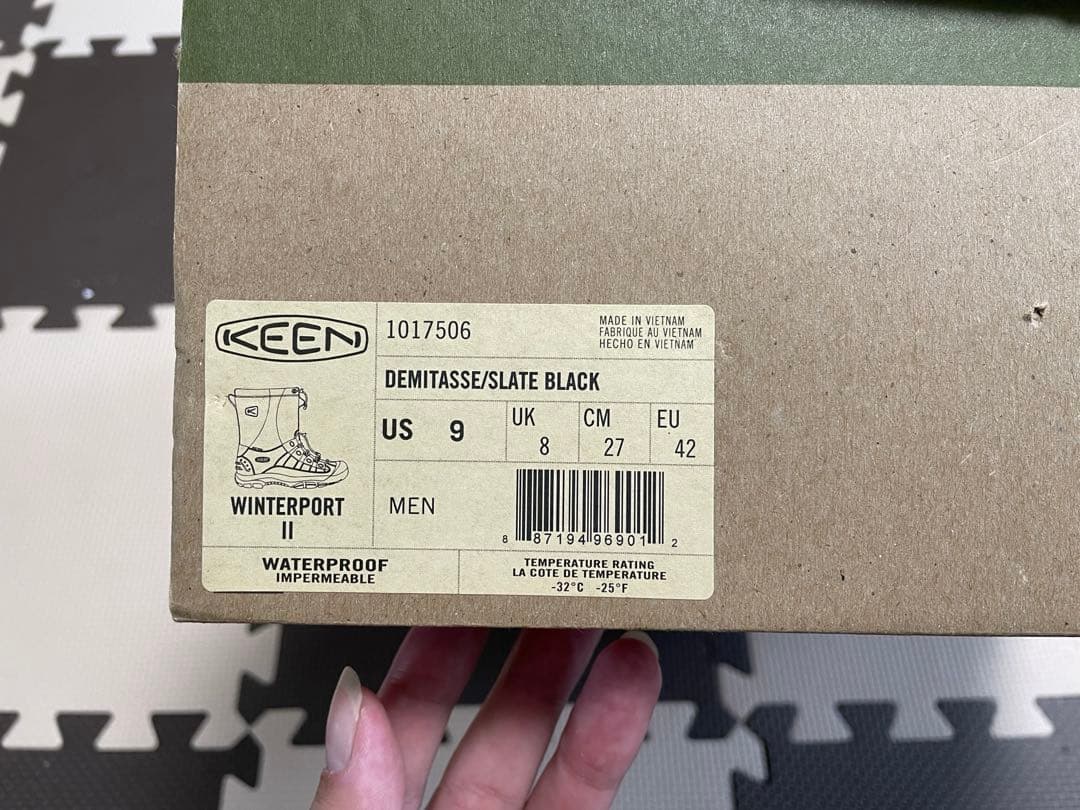 KEEN
1017506
MADE IN VIETNAM
FABRIQUE AU VIETNAM
HECHO EN VIETNAM
DEMITASSE/SLATE BLACK
US 9
UK 8
CM 27
EU 42
WINTERPORT
II
MEN
8 87194 96901 2
WATERPROOF
IMPERMEABLE
TEMPERATURE RATING
LA COTE DE TEMPERATURE
-32°C -25°F